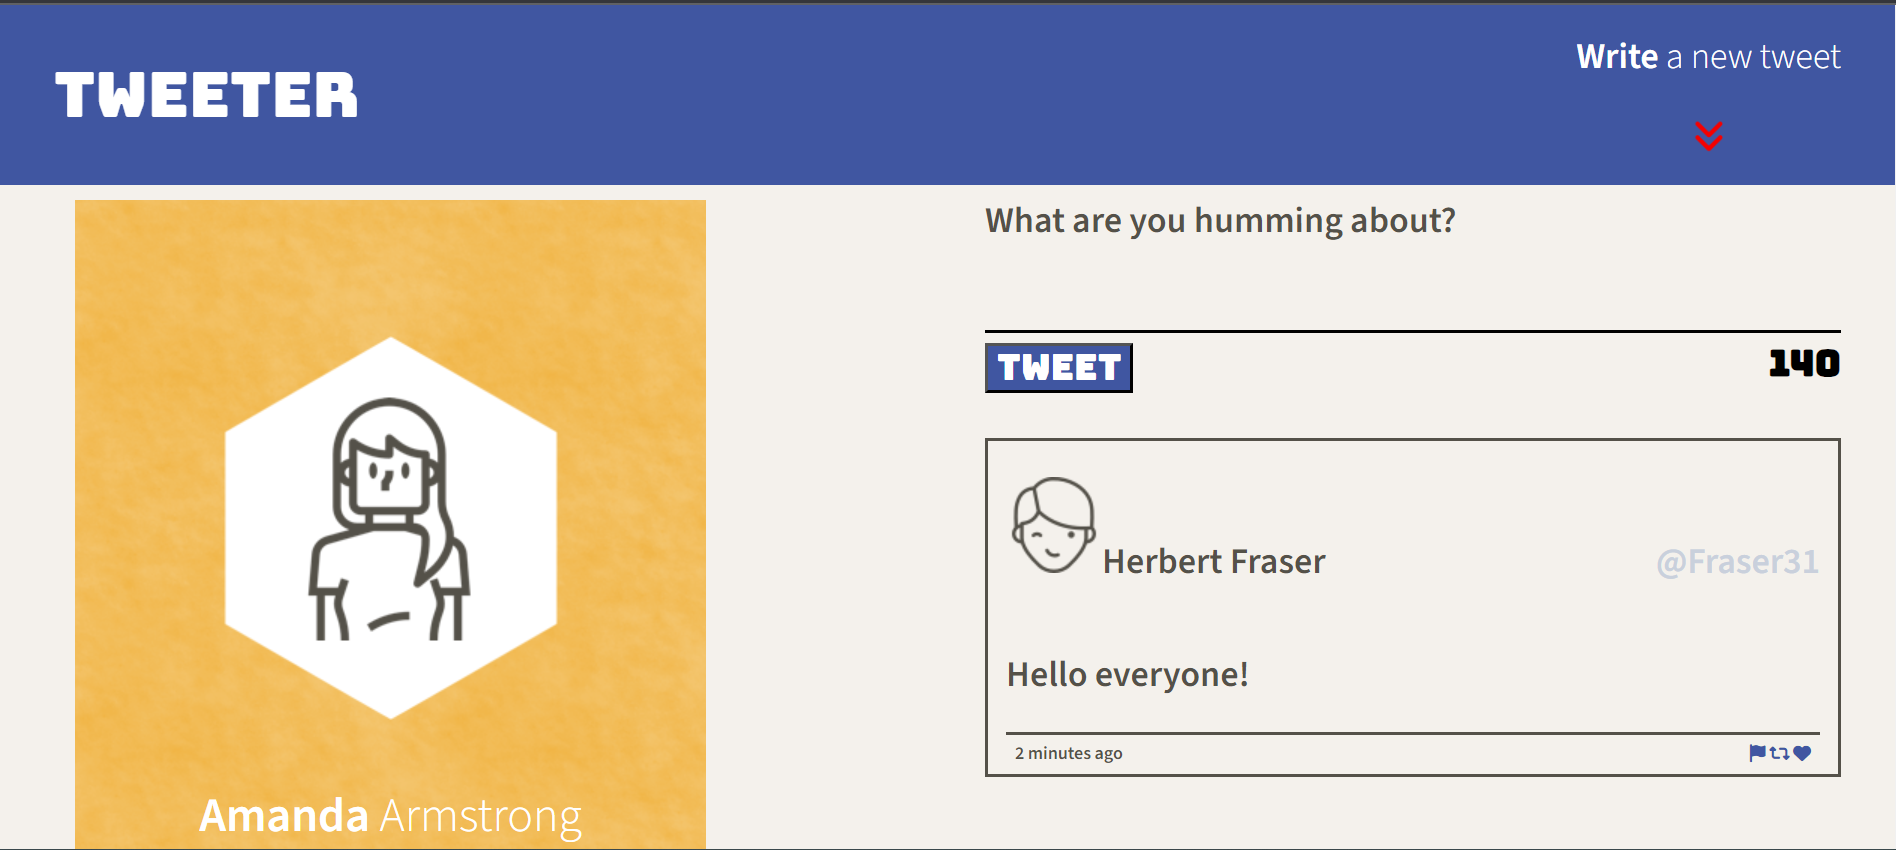 TWEETER
Write a new tweet
What are you humming about?
TWEET
140
Herbert Fraser
@Fraser31
Hello everyone!
2 minutes ago
Amanda Armstrong